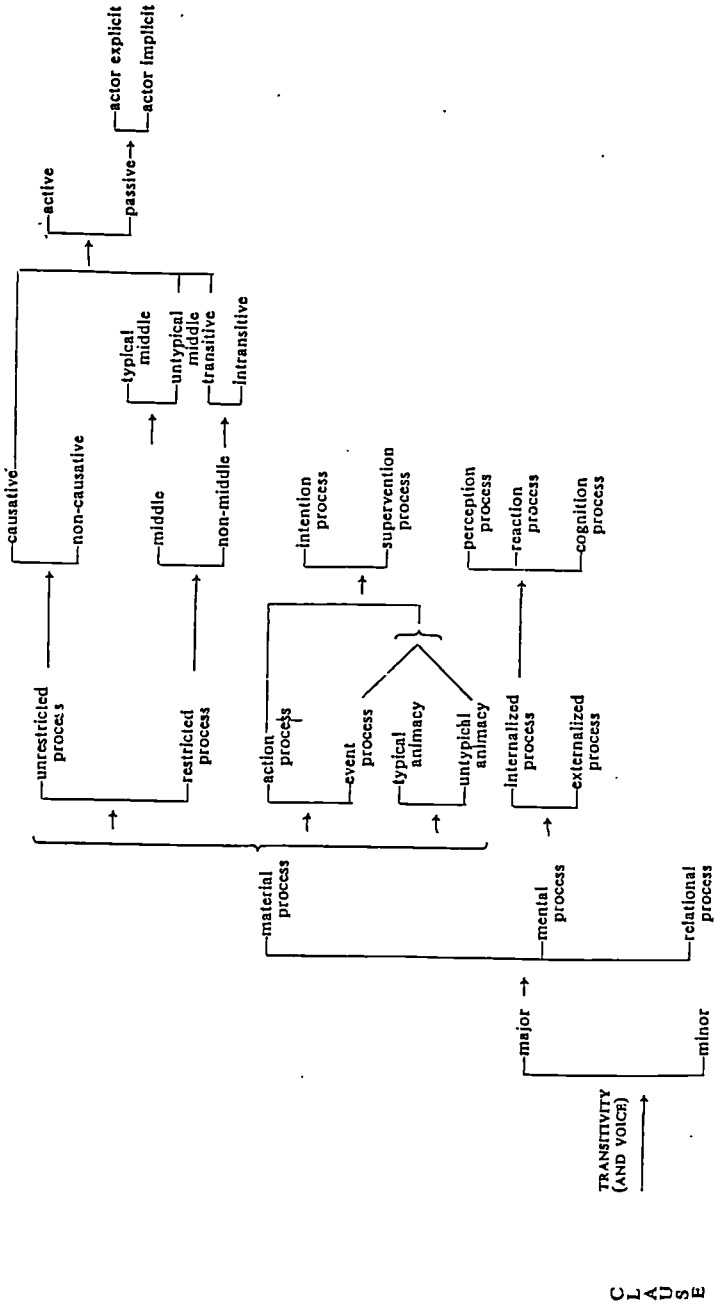 C
L
A
U
S
E
TRANSITIVITY
(AND VOICE)
major
minor
material
process
mental
process
relational
process
unrestricted
process
restricted
process
action
process
event
process
typical
animacy
untypichl
animacy
internalized
process
externalized
process
causative
non-causative
middle
non-middle
typical
middle
untypical
middle
transitive
intransitive
intention
process
supervention
process
perception
process
reaction
process
cognition
process
active
passive
actor explicit
actor implicit